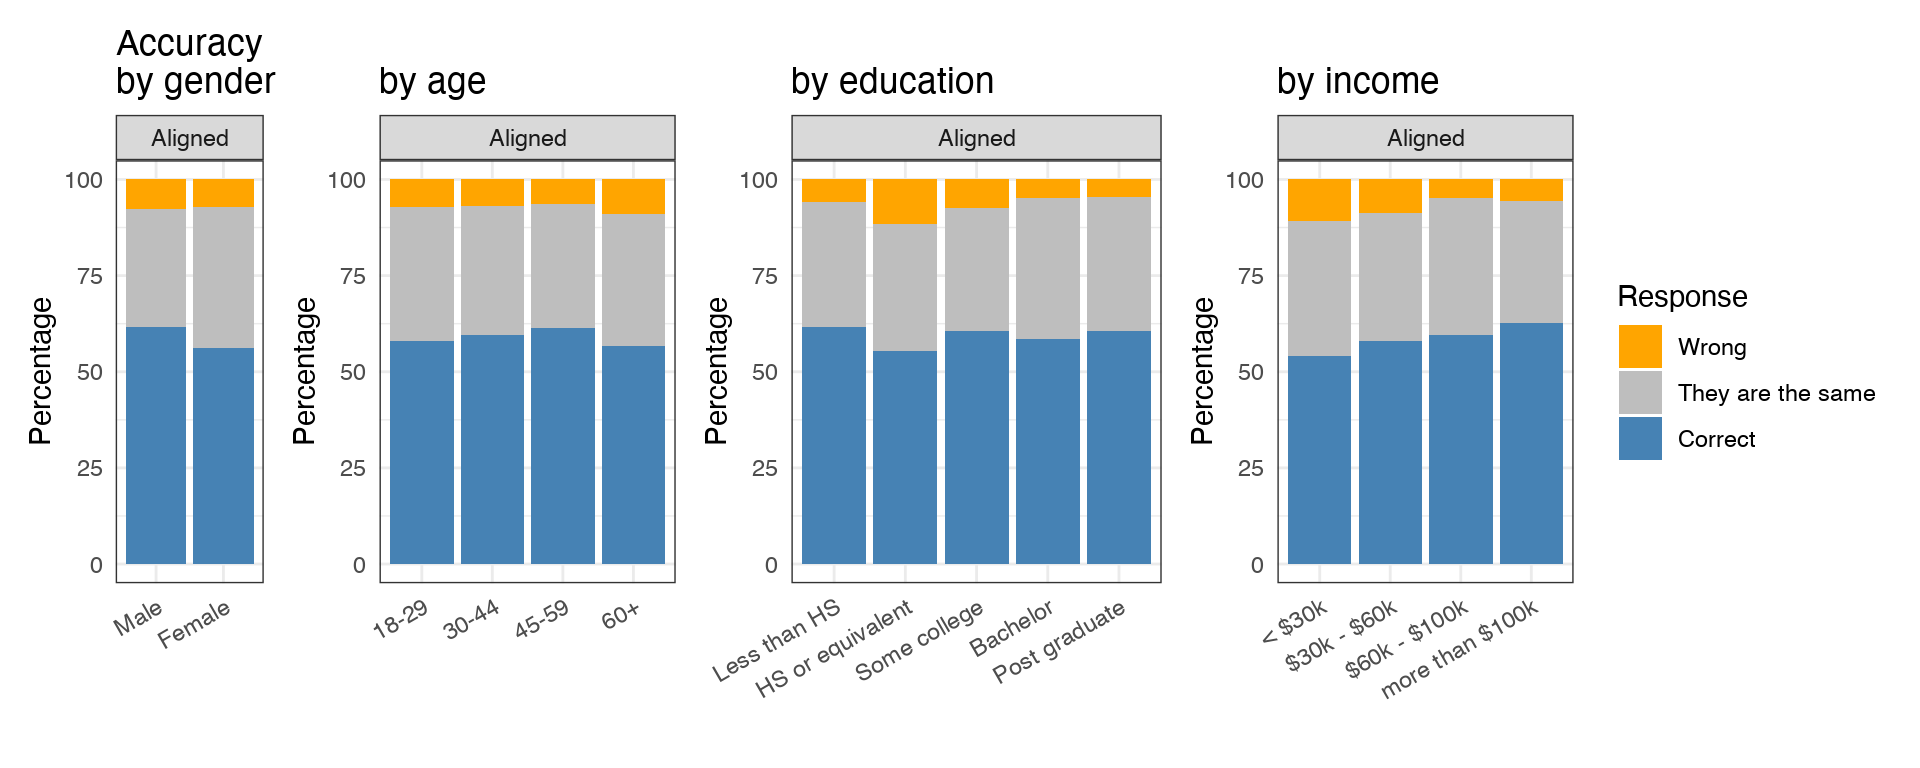 Accuracy
by gender
by age
by education
by income
Aligned
Aligned
Aligned
Aligned
Percentage
100
75
50
25
0
Male
Female
Percentage
100
75
50
25
0
18-29
30-44
45-59
60+
Percentage
100
75
50
25
0
Less than HS
HS or equivalent
Some college
Bachelor
Post graduate
Percentage
100
75
50
25
0
< $30k
$30k - $60k
$60k - $100k
more than $100k
Response
Wrong
They are the same
Correct